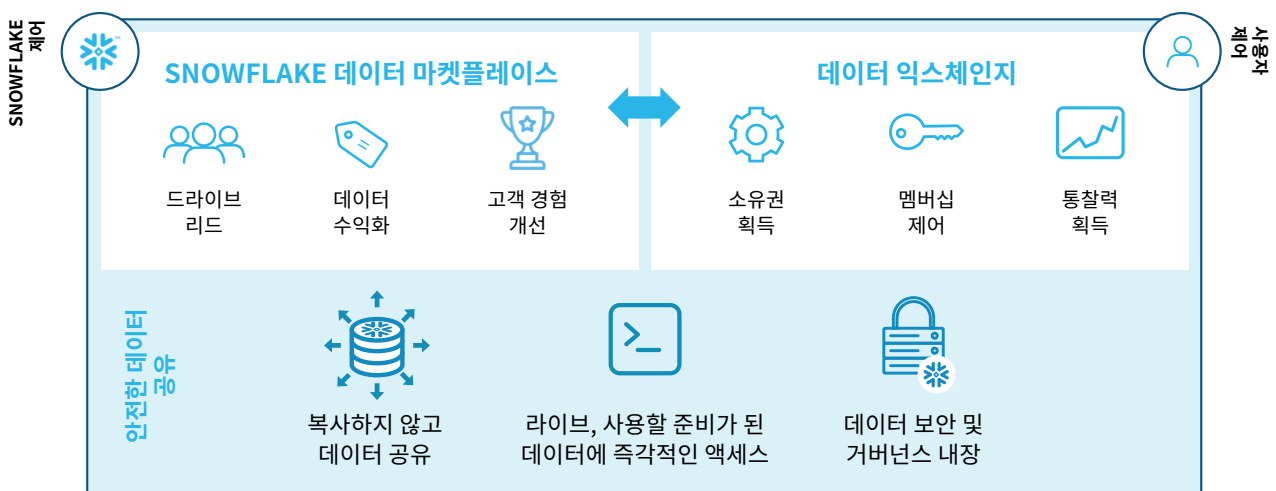 SNOWFLAKE
제어
SNOWFLAKE 데이터 마켓플레이스
드라이브
리드
데이터
수익화
고객 경험
개선
데이터 익스체인지
소유권
획득
멤버십
제어
통찰력
획득
사용자
제어
안전한 데이터
공유
복사하지 않고
데이터 공유
라이브, 사용할 준비가 된
데이터에 즉각적인 액세스
데이터 보안 및
거버넌스 내장